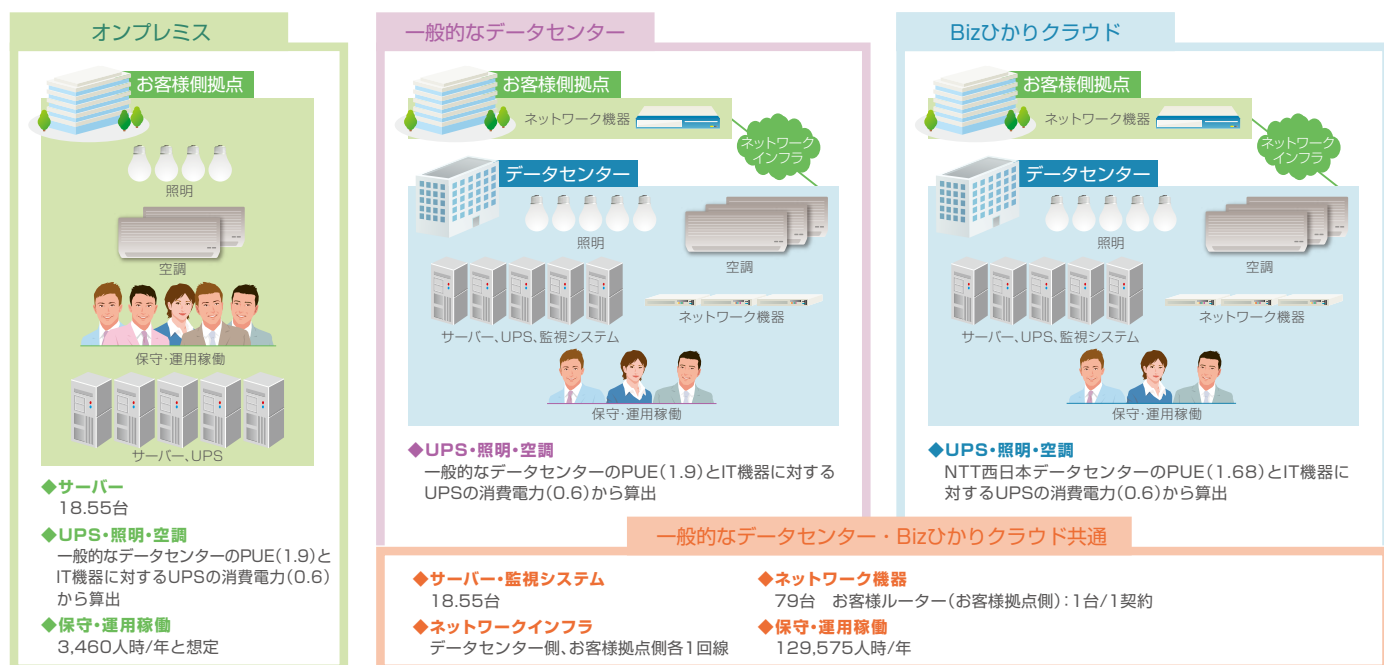 オンプレミス
お客様側拠点
照明
空調
保守・運用稼働
サーバー、UPS
◆サーバー
18.55台
◆UPS・照明・空調
一般的なデータセンターのPUE(1.9)と
IT機器に対するUPSの消費電力(0.6)
から算出
◆保守・運用稼働
3,460人時/年と想定
一般的なデータセンター
お客様側拠点
ネットワーク機器
ネットワーク
インフラ
データセンター
照明
空調
サーバー、UPS、監視システム
ネットワーク機器
保守・運用稼働
◆UPS・照明・空調
一般的なデータセンターのPUE(1.9)とIT機器に対する
UPSの消費電力(0.6)から算出
Bizひかりクラウド
お客様側拠点
ネットワーク機器
ネットワーク
インフラ
データセンター
照明
空調
サーバー、UPS、監視システム
ネットワーク機器
保守・運用稼働
◆UPS・照明・空調
NTT西日本データセンターのPUE(1.68)とIT機器に
対するUPSの消費電力(0.6)から算出
一般的なデータセンター・Bizひかりクラウド共通
◆サーバー・監視システム
18.55台
◆ネットワークインフラ
データセンター側、お客様拠点側各1回線
◆ネットワーク機器
79台　お客様ルーター(お客様拠点側):1台/1契約
◆保守・運用稼働
129,575人時/年